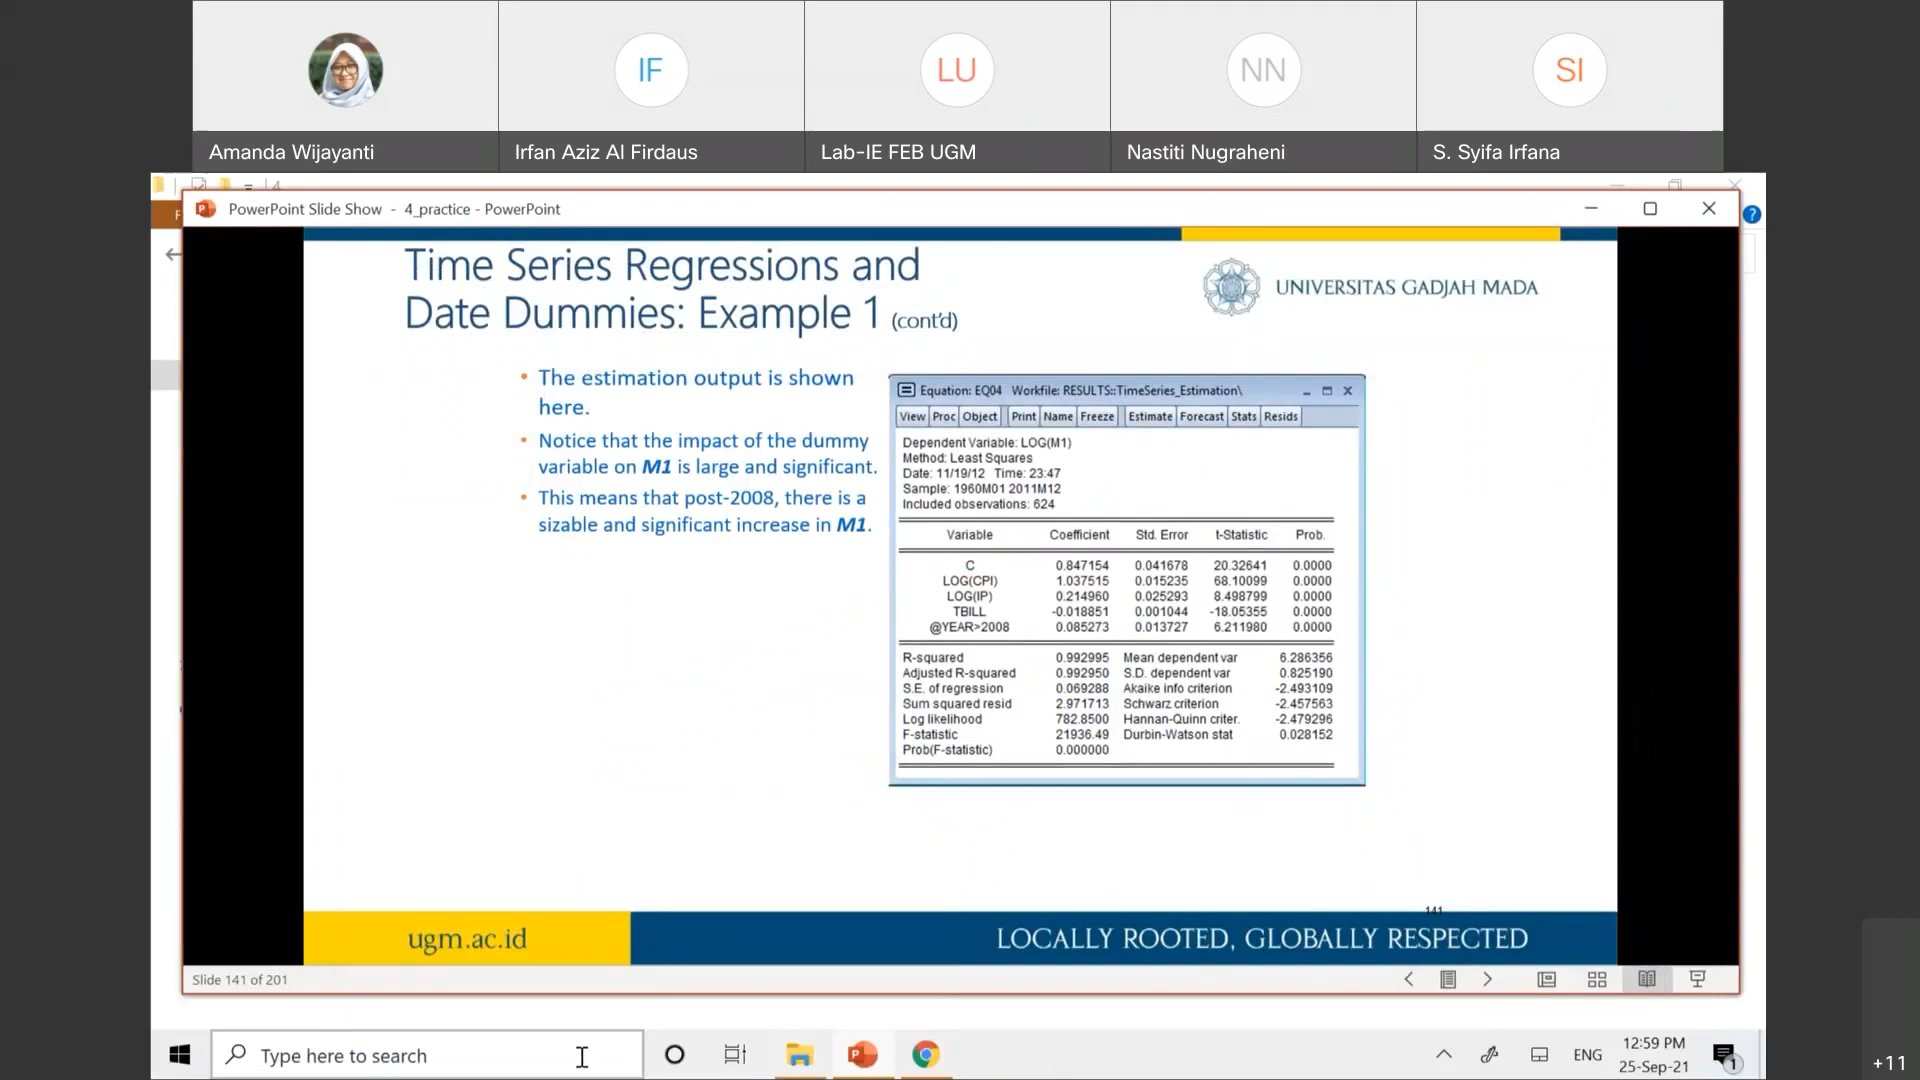 IF
LU
NN
SI
Amanda Wijayanti
Irfan Aziz Al Firdaus
Lab-IE FEB UGM
Nastiti Nugraheni
S. Syifa Irfana
PowerPoint Slide Show - 4_practice - PowerPoint
Time Series Regressions and
Date Dummies: Example 1 (cont'd)
UNIVERSITAS GADJAH MADA
• The estimation output is shown
here.
• Notice that the impact of the dummy
variable on M1 is large and significant.
• This means that post-2008, there is a
sizable and significant increase in M1.
Equation: EQ04 Workfile: RESULTS::TimeSeries_Estimation\
View Proc Object Print Name Freeze Estimate Forecast Stats Resids
Dependent Variable: LOG(M1)
Method: Least Squares
Date: 11/19/12 Time: 23:47
Sample: 1960M01 2011M12
Included observations: 624
Variable Coefficient Std. Error t-Statistic Prob.
C 0.847154 0.041678 20.32641 0.0000
LOG(CPI) 1.037515 0.015235 68.10099 0.0000
LOG(IP) 0.214960 0.025293 8.498799 0.0000
TBILL -0.018851 0.001044 -18.05355 0.0000
@YEAR>2008 0.085273 0.013727 6.211980 0.0000
R-squared 0.992995 Mean dependent var 6.286356
Adjusted R-squared 0.992950 S.D. dependent var 0.825190
S.E. of regression 0.069288 Akaike info criterion -2.493109
Sum squared resid 2.971713 Schwarz criterion -2.457563
Log likelihood 782.8500 Hannan-Quinn criter. -2.479296
F-statistic 21936.49 Durbin-Watson stat 0.028152
Prob(F-statistic) 0.000000
141
ugm.ac.id
LOCALLY ROOTED, GLOBALLY RESPECTED
Slide 141 of 201
Type here to search
ENG
12:59 PM
25-Sep-21
1
+11